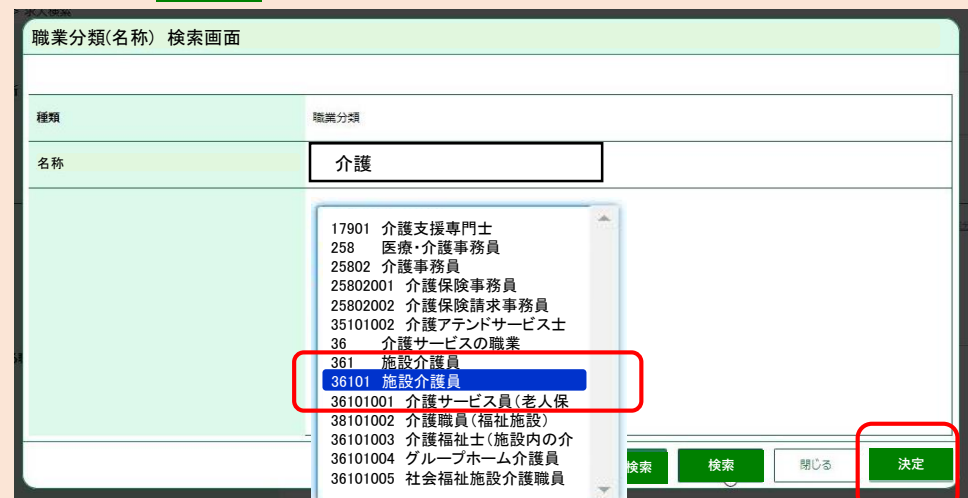 求人検索
職業分類(名称) 検索画面
種類
職業分類
名称
介護
17901 介護支援専門士
258 医療・介護事務員
25802 介護事務員
25802001 介護保険事務員
25802002 介護保険請求事務員
35101002 介護アテンドサービス士
36 介護サービスの職業
361 施設介護員
36101 施設介護員
36101001 介護サービス員(老人保
38101002 介護職員(福祉施設)
36101003 介護福祉士(施設内の介
36101004 グループホーム介護員
36101005 社会福祉施設介護職員
検索
検索
閉じる
決定